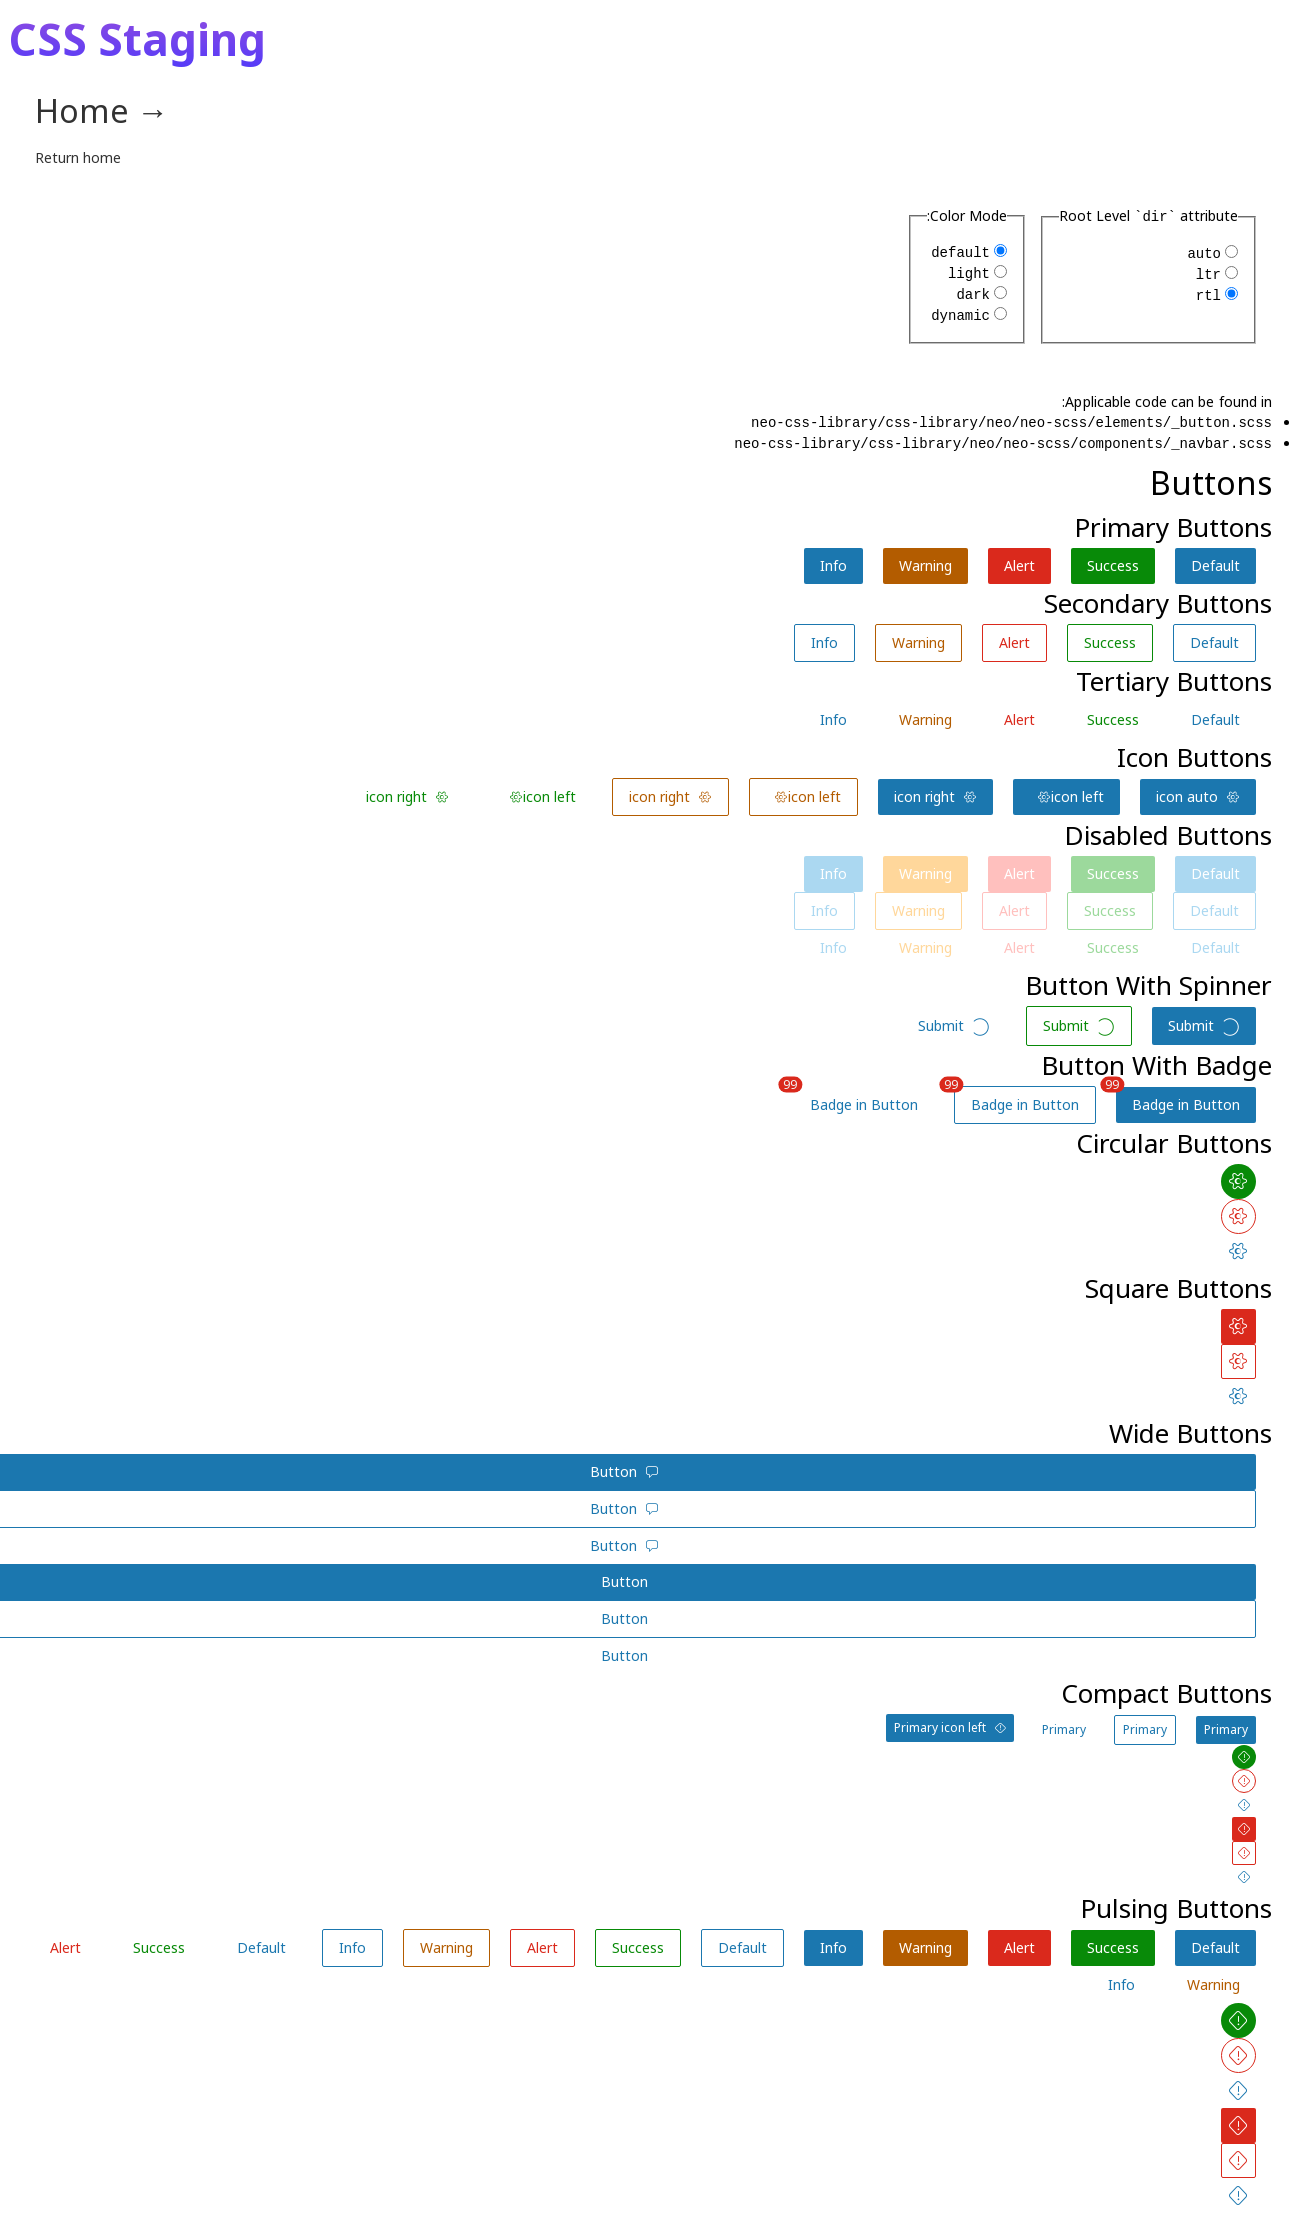 CSS Staging
Home →
Return home
Root Level `dir` attribute
auto
ltr
rtl
:Color Mode
default
light
dark
dynamic
:Applicable code can be found in
neo-css-library/css-library/neo/neo-scss/elements/_button.scss
neo-css-library/css-library/neo/neo-scss/components/_navbar.scss
Buttons
Primary Buttons
Info Warning Alert Success Default
Secondary Buttons
Info Warning Alert Success Default
Tertiary Buttons
Info Warning Alert Success Default
Icon Buttons
icon right icon left icon right icon left icon right icon left icon auto
Disabled Buttons
Info Warning Alert Success Default
Info Warning Alert Success Default
Info Warning Alert Success Default
Button With Spinner
Submit Submit Submit
Button With Badge
99 Badge in Button 99 Badge in Button 99 Badge in Button
Circular Buttons
Square Buttons
Wide Buttons
Button
Button
Button
Button
Button
Button
Compact Buttons
Primary icon left Primary Primary Primary
Pulsing Buttons
Alert Success Default Info Warning Alert Success Default Info Warning Alert Success Default
Info Warning